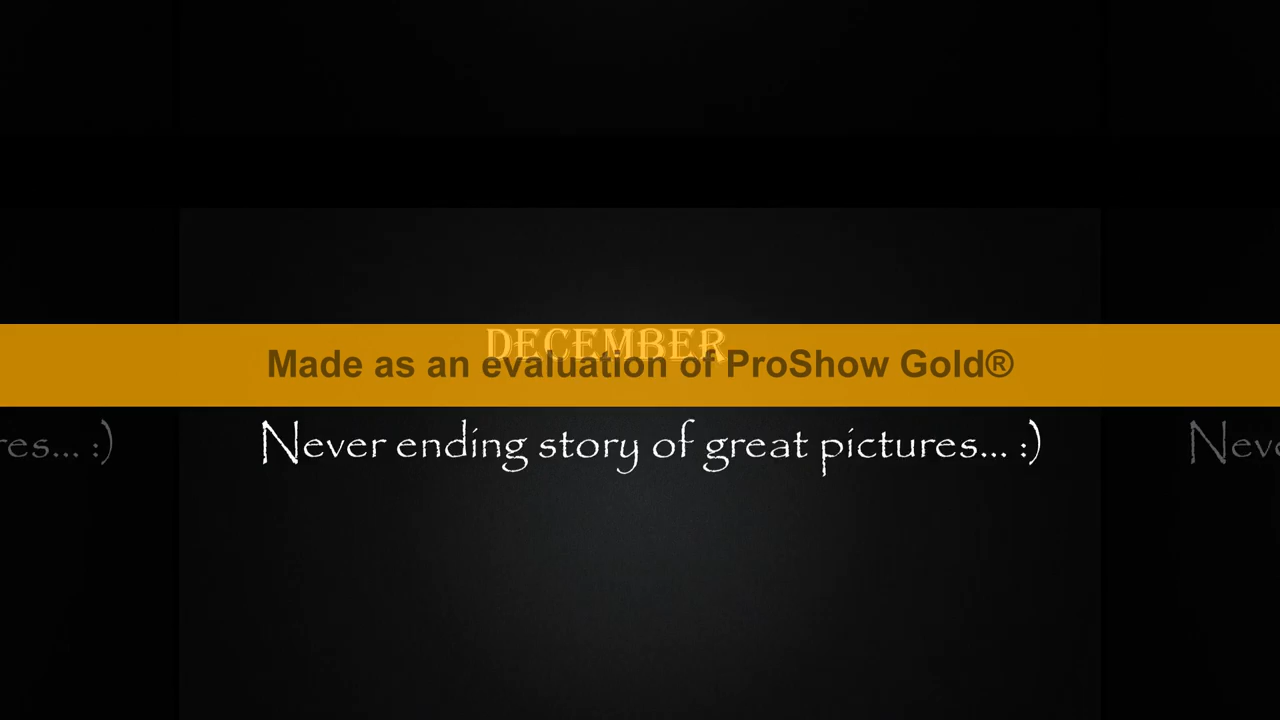 DECEMBER
Made as an evaluation of ProShow Gold®
res... :) Never ending story of great pictures... :) Neve